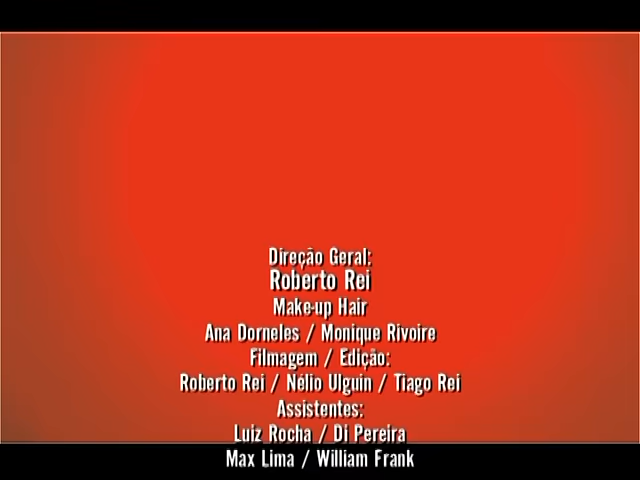 Direção Geral:
Roberto Rei
Make-up Hair
Ana Dorneles / Monique Rivoire
Filmagem / Edição:
Roberto Rei / Nélio Ulguin / Tiago Rei
Assistentes:
Luiz Rocha / Di Pereira
Max Lima / William Frank